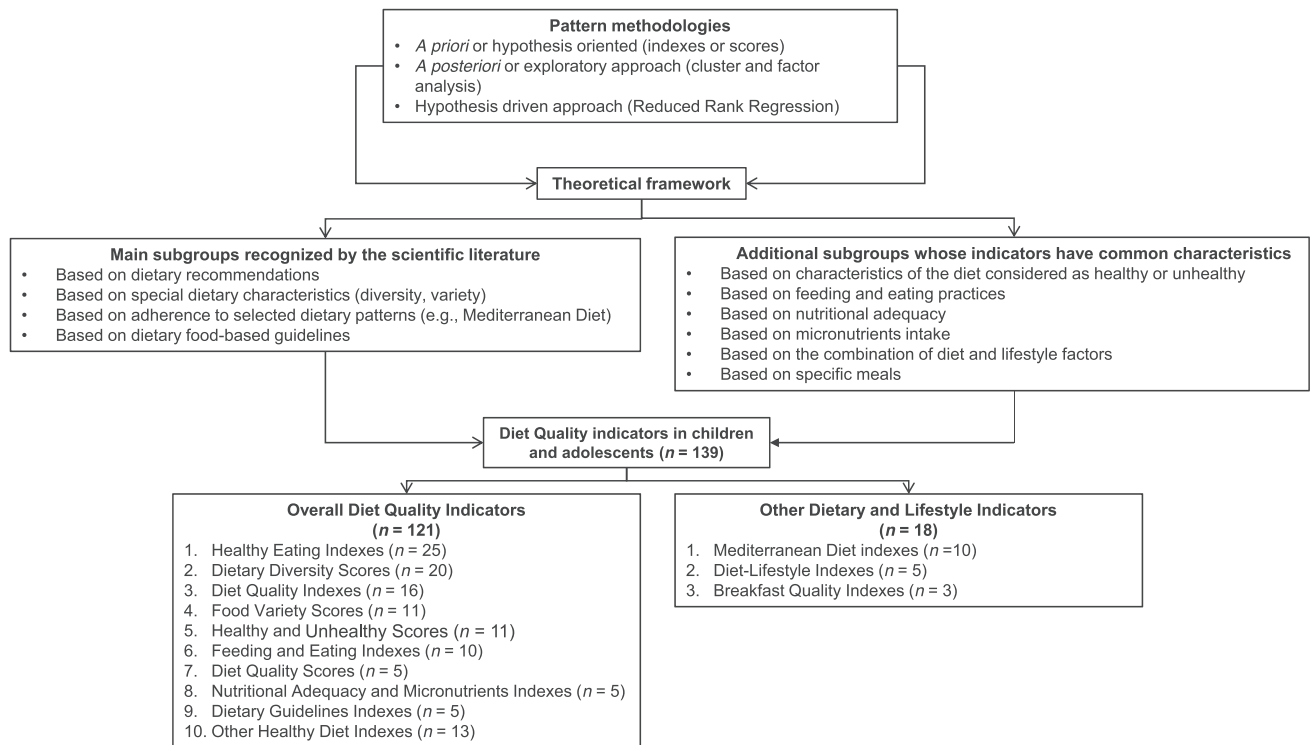 Pattern methodologies
• A priori or hypothesis oriented (indexes or scores)
• A posteriori or exploratory approach (cluster and factor
analysis)
• Hypothesis driven approach (Reduced Rank Regression)
Theoretical framework
Main subgroups recognized by the scientific literature
• Based on dietary recommendations
• Based on special dietary characteristics (diversity, variety)
• Based on adherence to selected dietary patterns (e.g., Mediterranean Diet)
• Based on dietary food-based guidelines
Additional subgroups whose indicators have common characteristics
• Based on characteristics of the diet considered as healthy or unhealthy
• Based on feeding and eating practices
• Based on nutritional adequacy
• Based on micronutrients intake
• Based on the combination of diet and lifestyle factors
• Based on specific meals
Diet Quality indicators in children
and adolescents (n = 139)
Overall Diet Quality Indicators
(n = 121)
1. Healthy Eating Indexes (n = 25)
2. Dietary Diversity Scores (n = 20)
3. Diet Quality Indexes (n = 16)
4. Food Variety Scores (n = 11)
5. Healthy and Unhealthy Scores (n = 11)
6. Feeding and Eating Indexes (n = 10)
7. Diet Quality Scores (n = 5)
8. Nutritional Adequacy and Micronutrients Indexes (n = 5)
9. Dietary Guidelines Indexes (n = 5)
10. Other Healthy Diet Indexes (n = 13)
Other Dietary and Lifestyle Indicators
(n = 18)
1. Mediterranean Diet indexes (n =10)
2. Diet-Lifestyle Indexes (n = 5)
3. Breakfast Quality Indexes (n = 3)